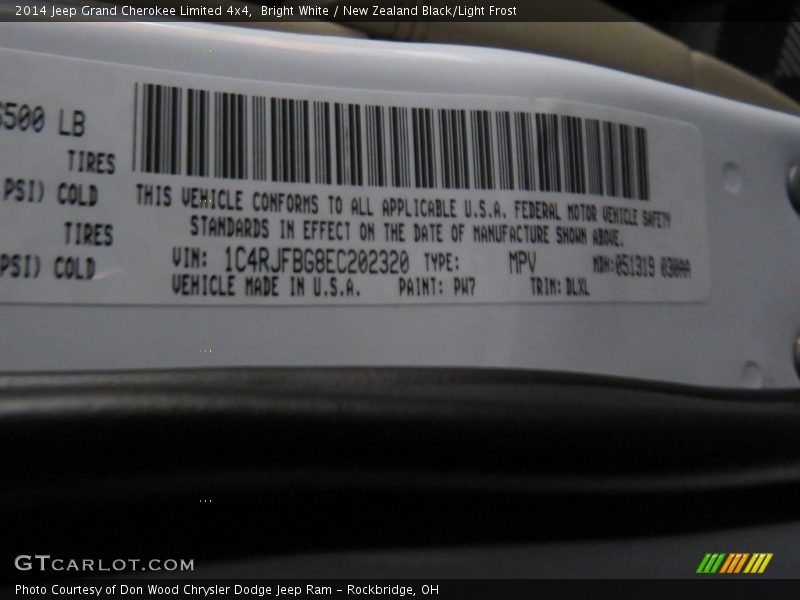 2014 Jeep Grand Cherokee Limited 4x4, Bright White / New Zealand Black/Light Frost
6500 LB
TIRES
PSI) COLD
TIRES
PSI) COLD
THIS VEHICLE CONFORMS TO ALL APPLICABLE U.S.A. FEDERAL MOTOR VEHICLE SAFETY
STANDARDS IN EFFECT ON THE DATE OF MANUFACTURE SHOWN ABOVE.
VIN: 1C4RJFBG8EC202320 TYPE: MPV MDH:051319 030AA
VEHICLE MADE IN U.S.A. PAINT: PW7 TRIM: DLXL
GTCARLOT.COM
Photo Courtesy of Don Wood Chrysler Dodge Jeep Ram – Rockbridge, OH